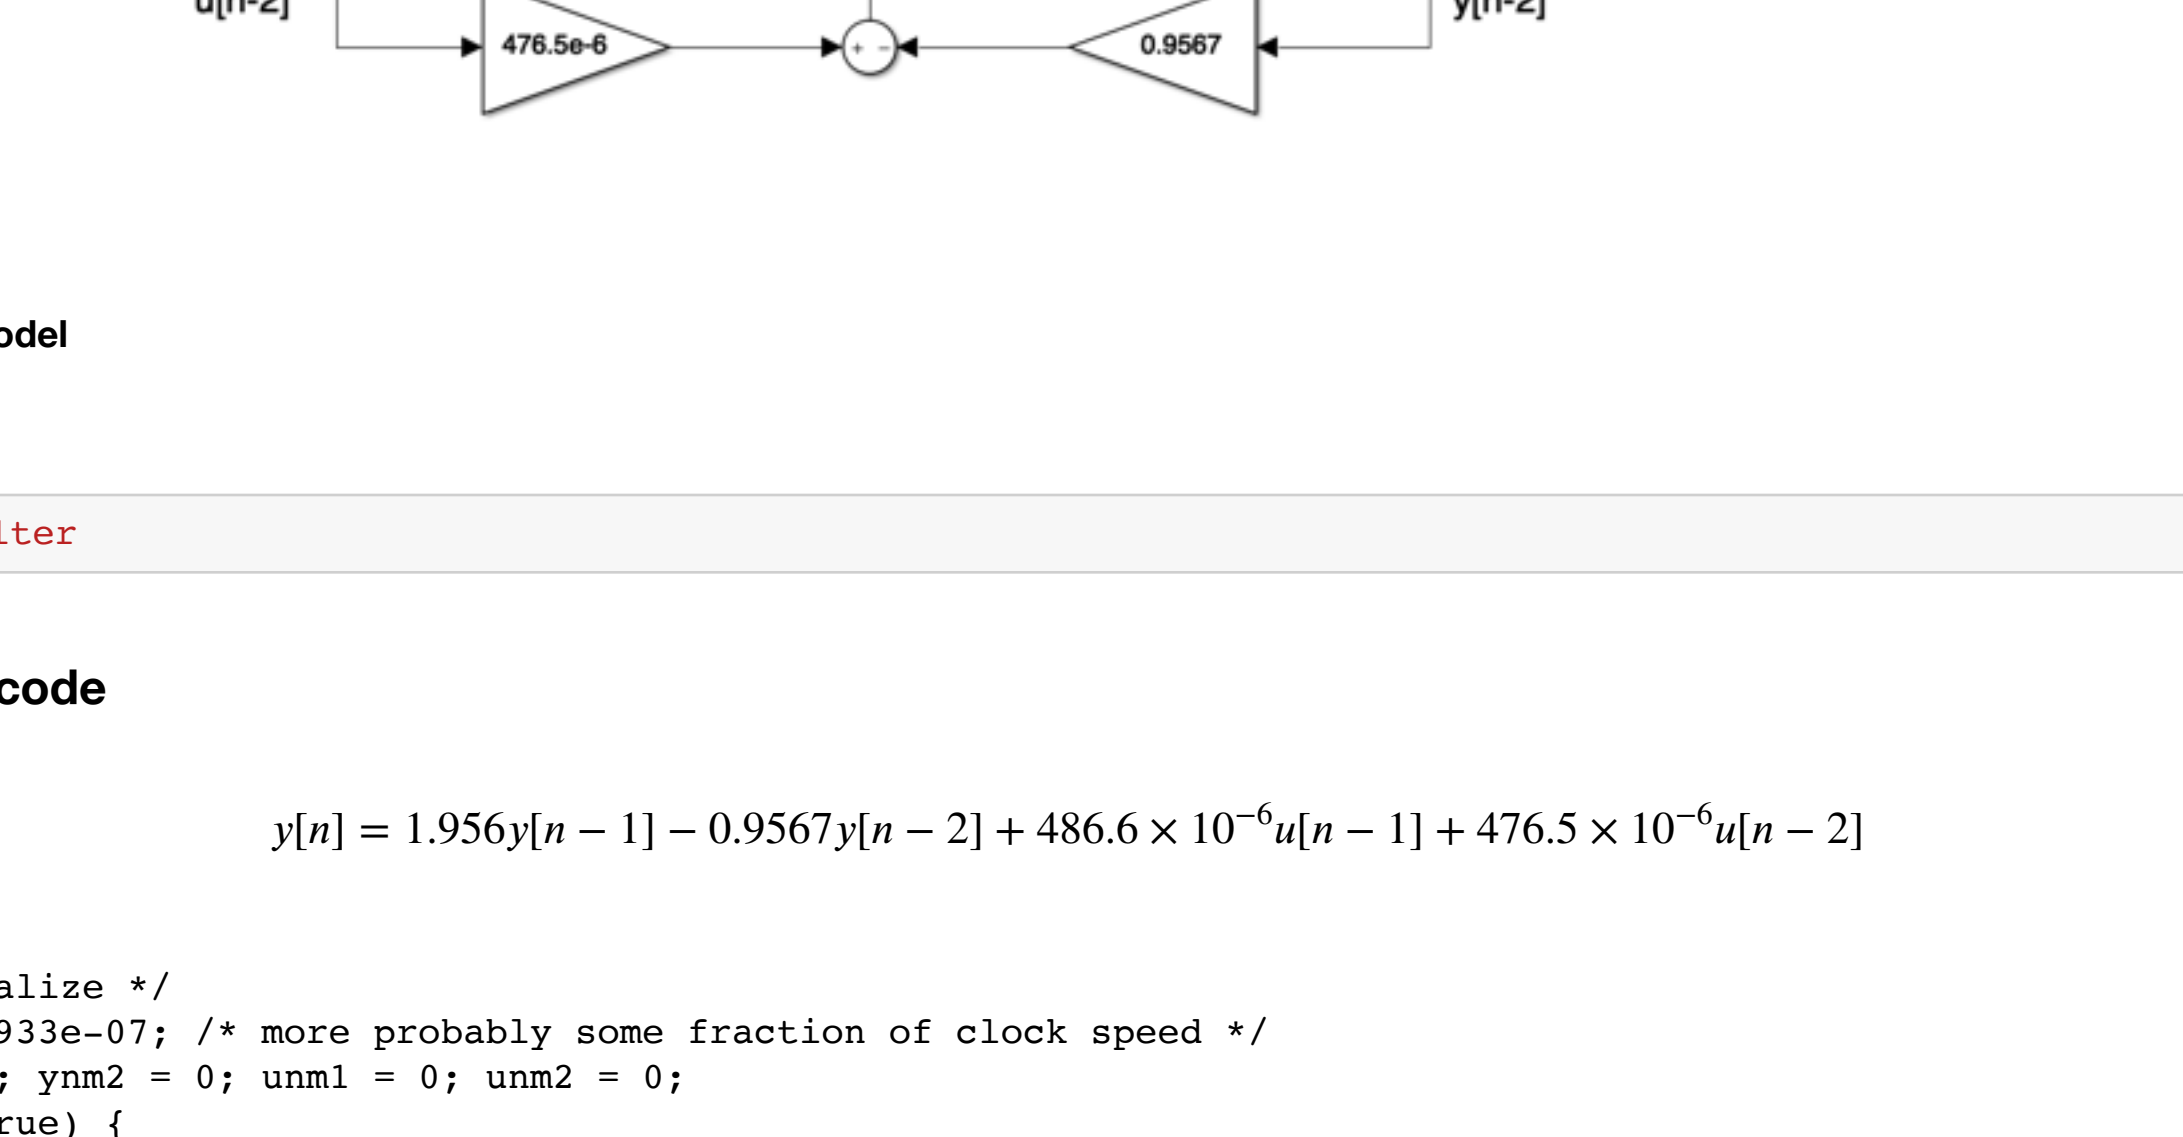 u[n-2] y[n-2]
476.5e-6 + - 0.9567
odel
lter
code
y[n] = 1.956y[n − 1] − 0.9567y[n − 2] + 486.6 × 10⁻⁶u[n − 1] + 476.5 × 10⁻⁶u[n − 2]
alize */
933e-07; /* more probably some fraction of clock speed */
; ynm2 = 0; unm1 = 0; unm2 = 0;
rue) {